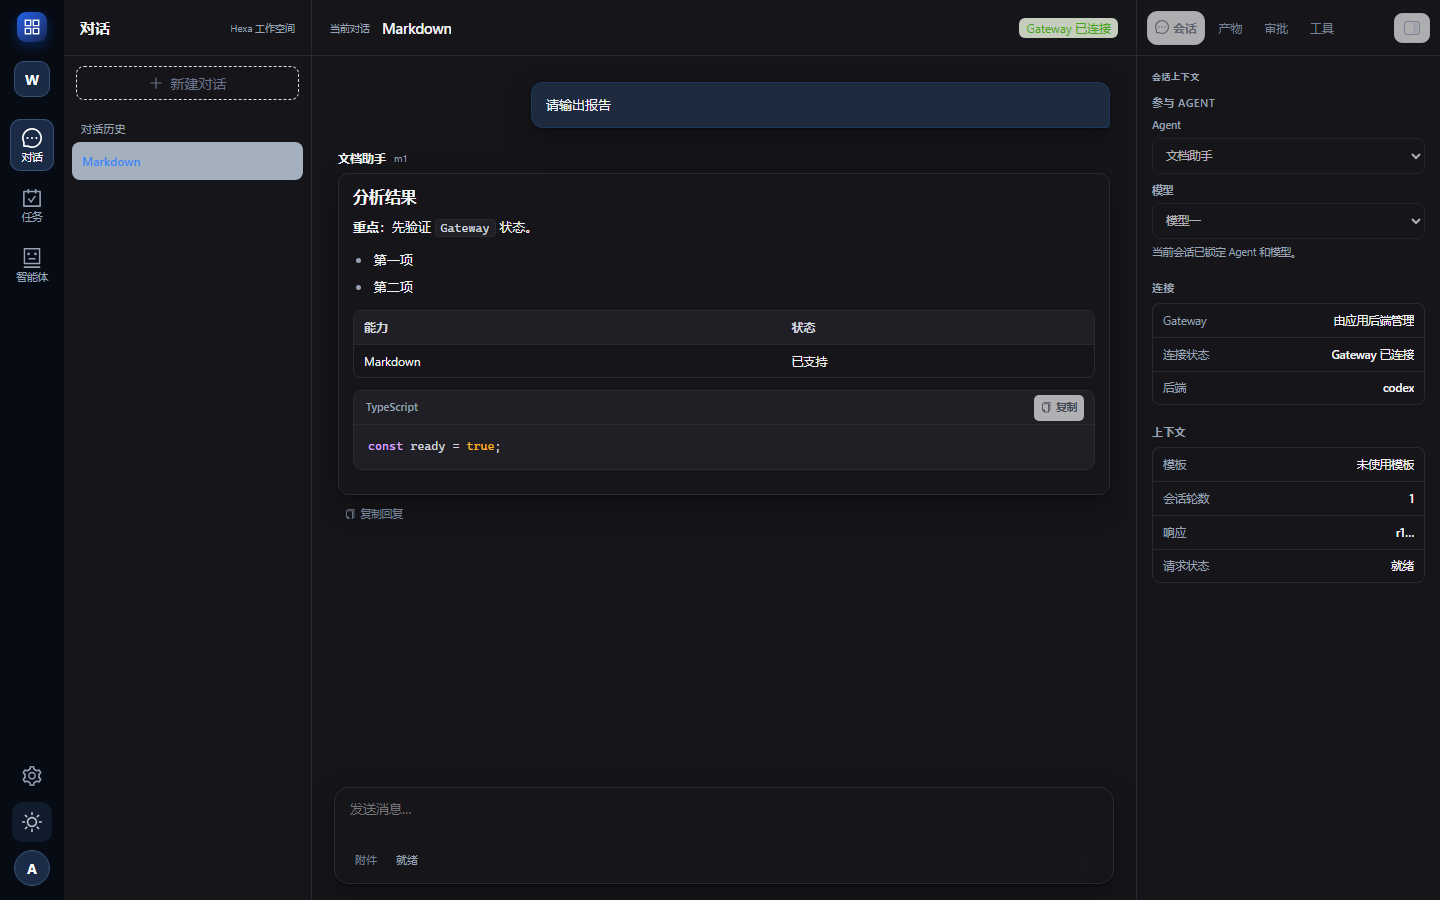 W
对话
任务
智能体
A
对话
Hexa 工作空间
新建对话
对话历史
Markdown
当前对话
Markdown
Gateway 已连接
请输出报告
文档助手
m1
分析结果
重点：先验证 Gateway 状态。
第一项
第二项
能力
状态
Markdown
已支持
TypeScript
复制
const ready = true;
复制回复
发送消息...
附件
就绪
会话
产物
审批
工具
会话上下文
参与 AGENT
Agent
文档助手
模型
模型一
当前会话已锁定 Agent 和模型。
连接
Gateway
由应用后端管理
连接状态
Gateway 已连接
后端
codex
上下文
模板
未使用模板
会话轮数
1
响应
r1...
请求状态
就绪